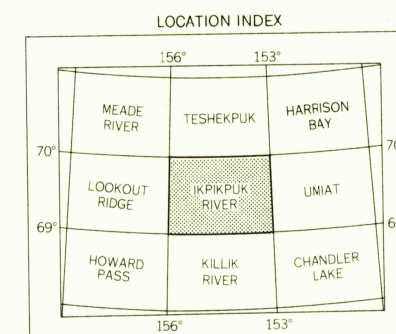 LOCATION INDEX
156° 153°
MEADE RIVER
TESHEKPUK
HARRISON BAY
70° 70
LOOKOUT RIDGE
IKPIKPUK RIVER
UMIAT
69° 6
HOWARD PASS
KILLIK RIVER
CHANDLER LAKE
156° 153°